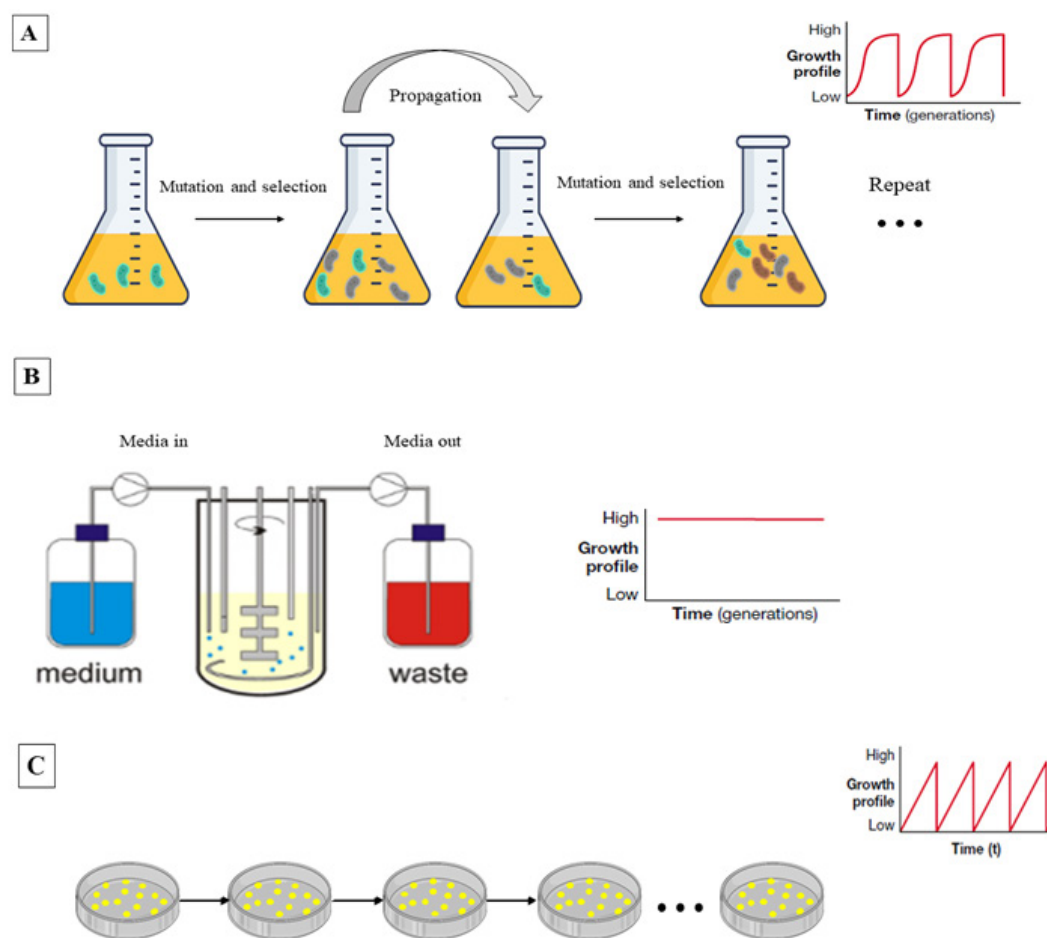 A
Propagation
Mutation and selection
Mutation and selection
Repeat
• • •
High
Growth
profile
Low
Time (generations)
B
Media in
Media out
medium
waste
High
Growth
profile
Low
Time (generations)
C
• • •
High
Growth
profile
Low
Time (t)